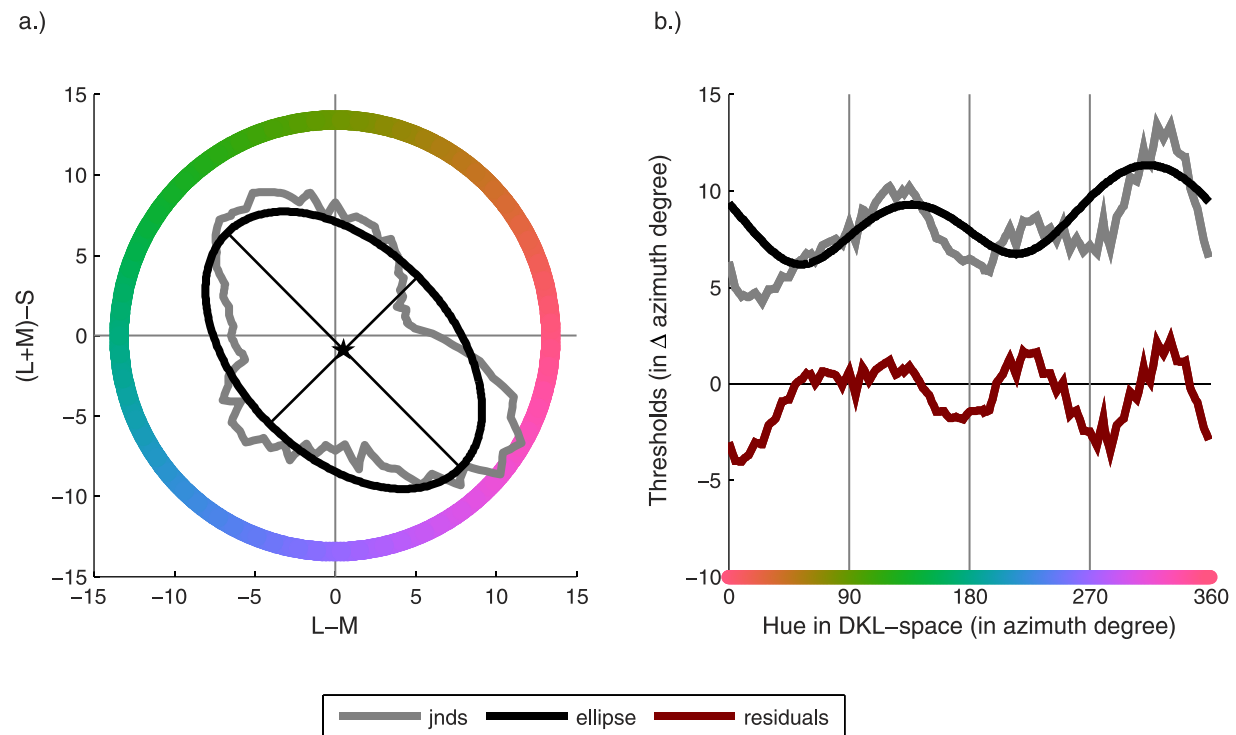 a.)
15
10
5
0
−5
−10
−15
(L+M)−S
−15
−10
−5
0
5
10
15
L−M
b.)
15
10
5
0
−5
−10
Thresholds (in Δ azimuth degree)
0
90
180
270
360
Hue in DKL−space (in azimuth degree)
jnds
ellipse
residuals